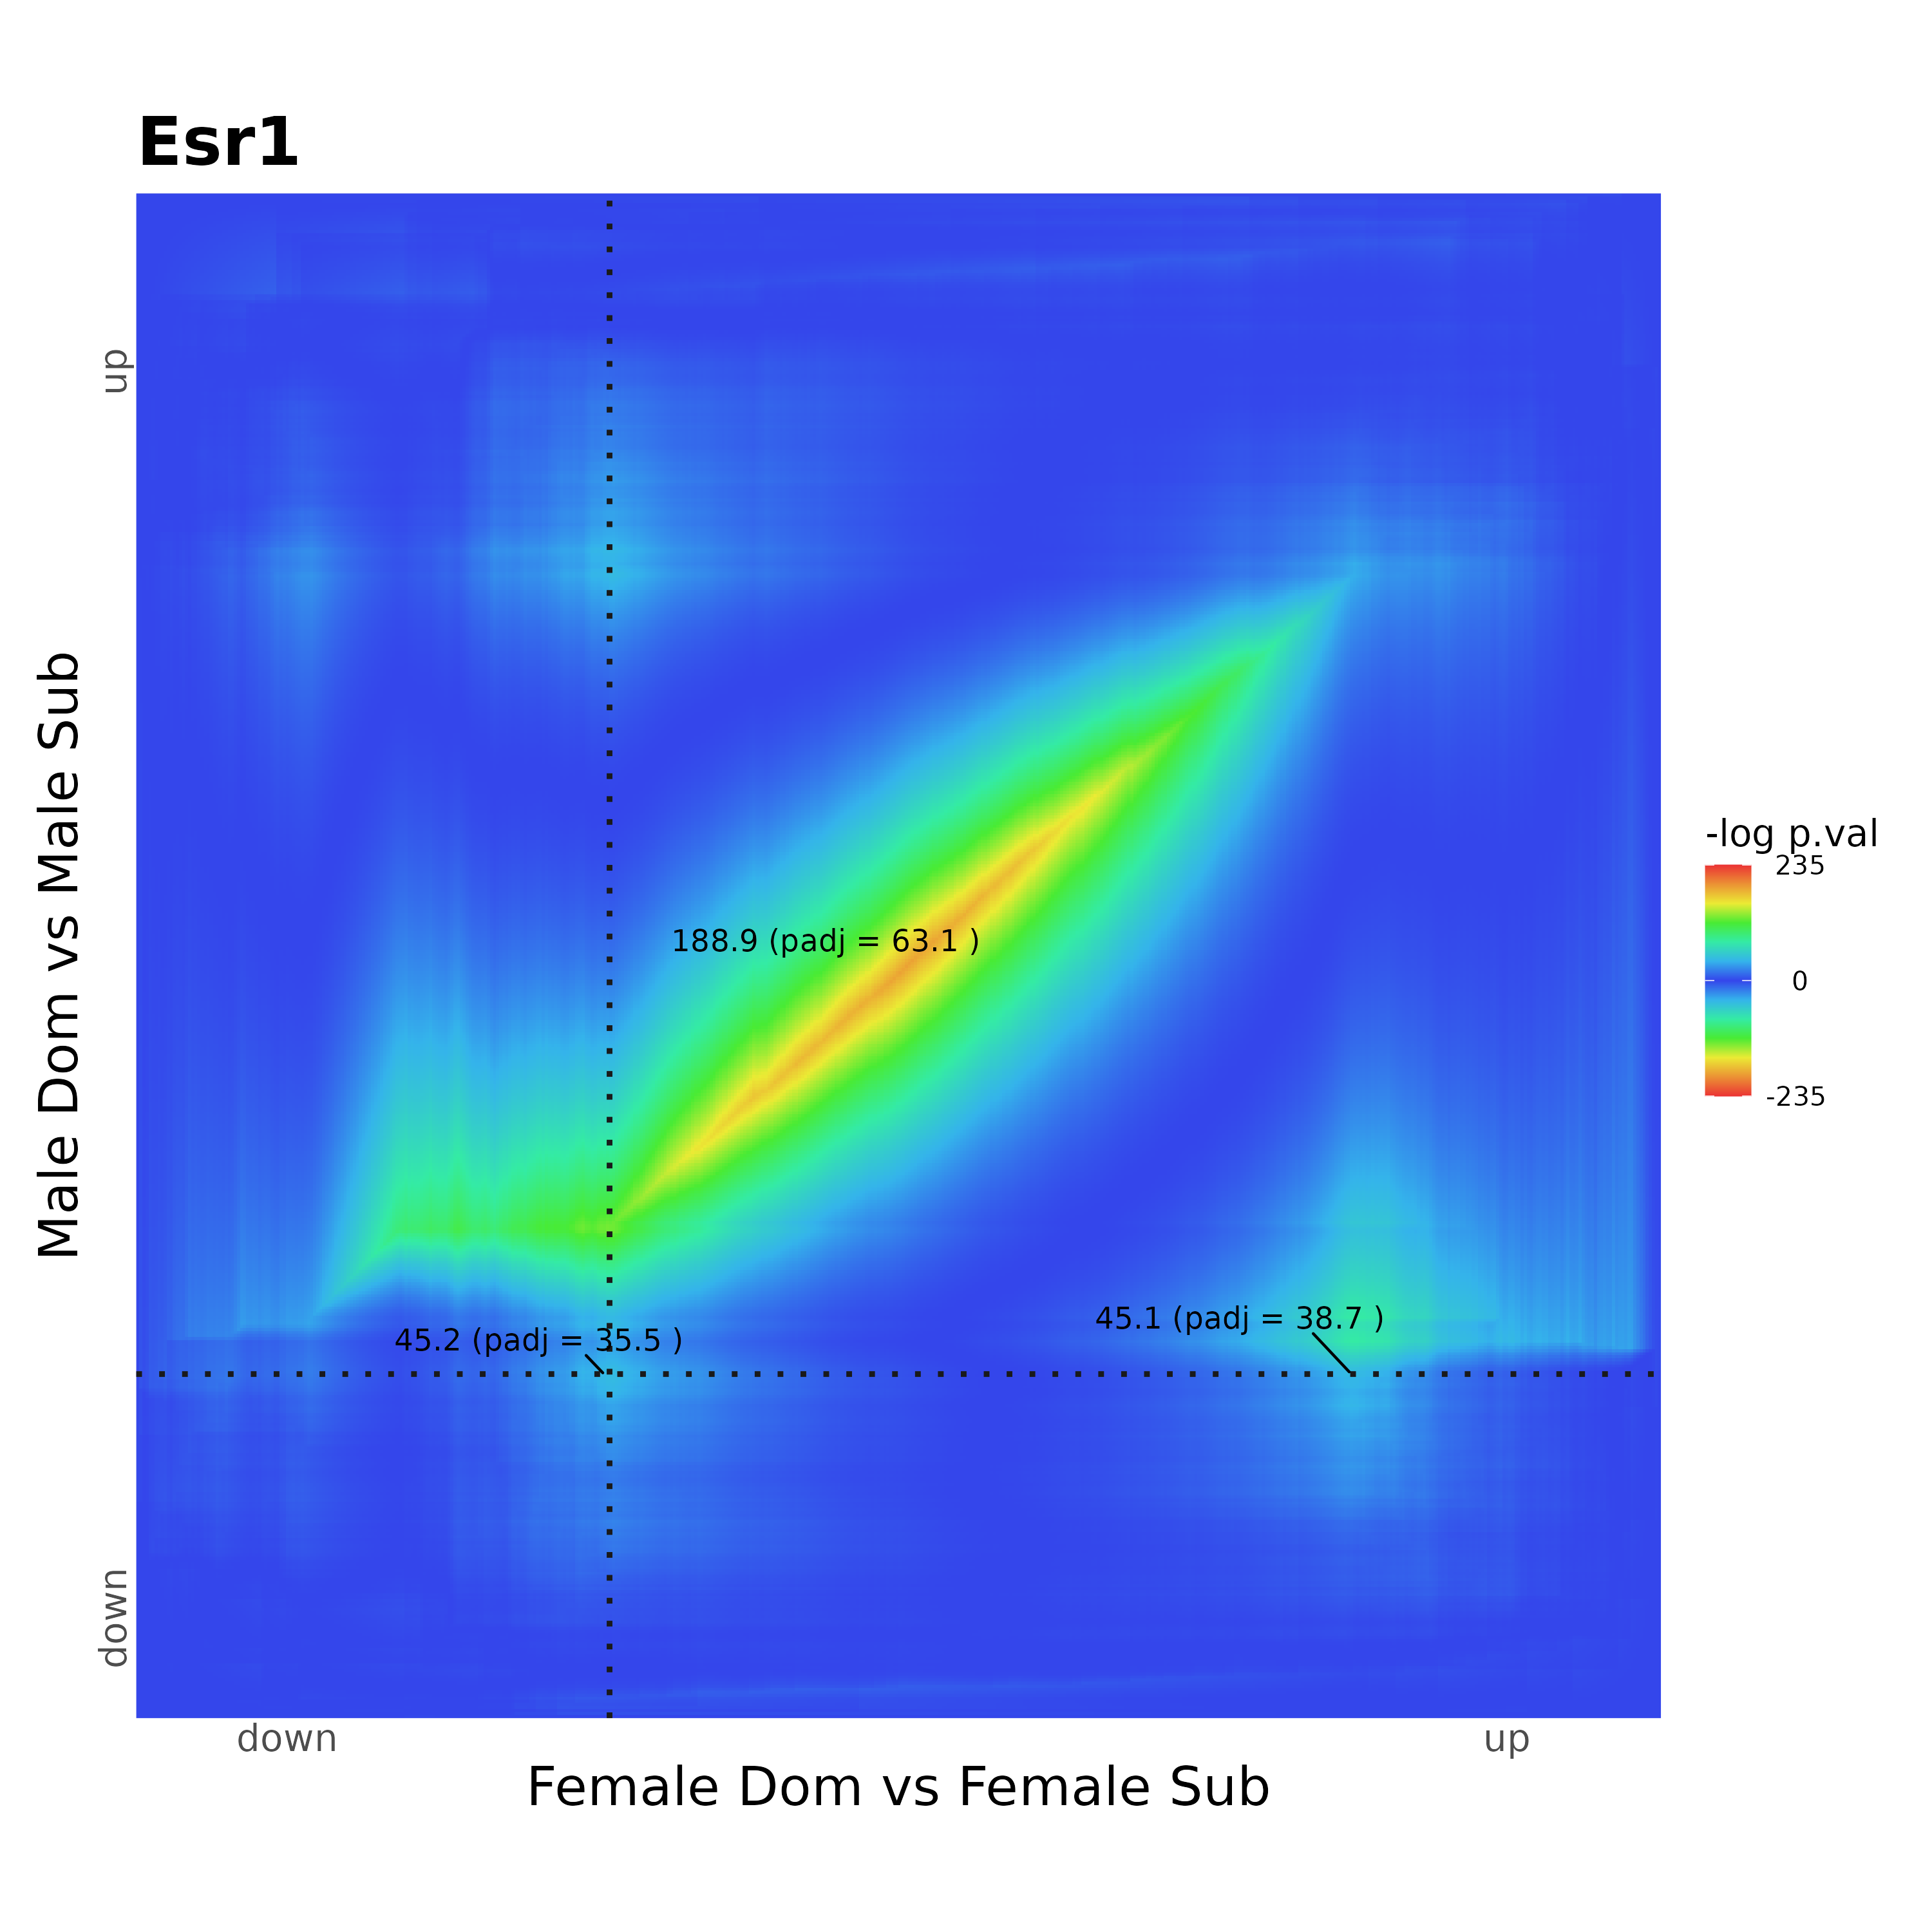 Esr1
up
Male Dom vs Male Sub
-log p.val
235
188.9 (padj = 63.1 )
0
-235
45.1 (padj = 38.7 )
45.2 (padj = 35.5 )
down
down
up
Female Dom vs Female Sub